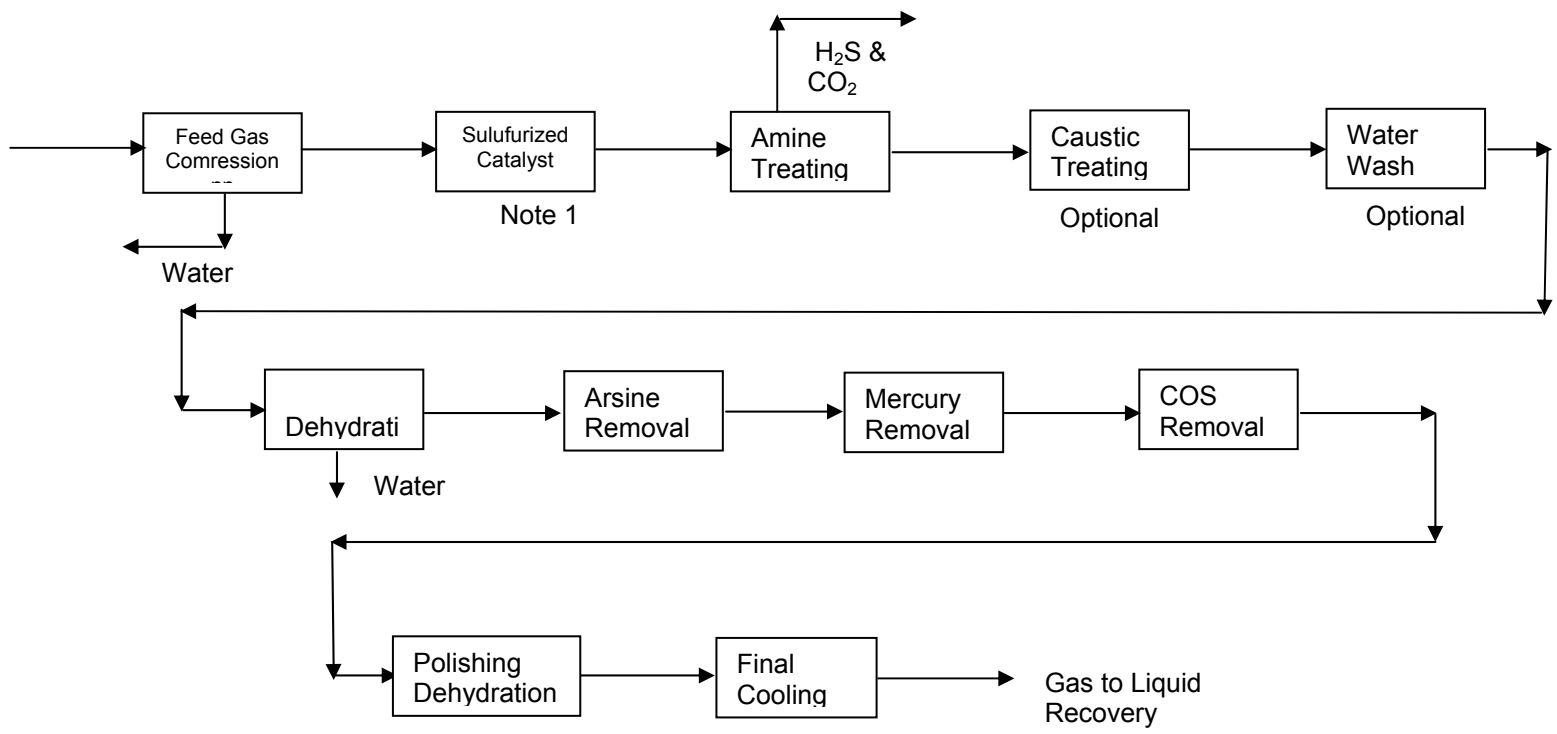 H2S &
CO2
Feed Gas
Comression
Sulufurized
Catalyst
Amine
Treating
Caustic
Treating
Water
Wash
Note 1
Optional
Optional
Water
Dehydrati
Arsine
Removal
Mercury
Removal
COS
Removal
Water
Polishing
Dehydration
Final
Cooling
Gas to Liquid
Recovery